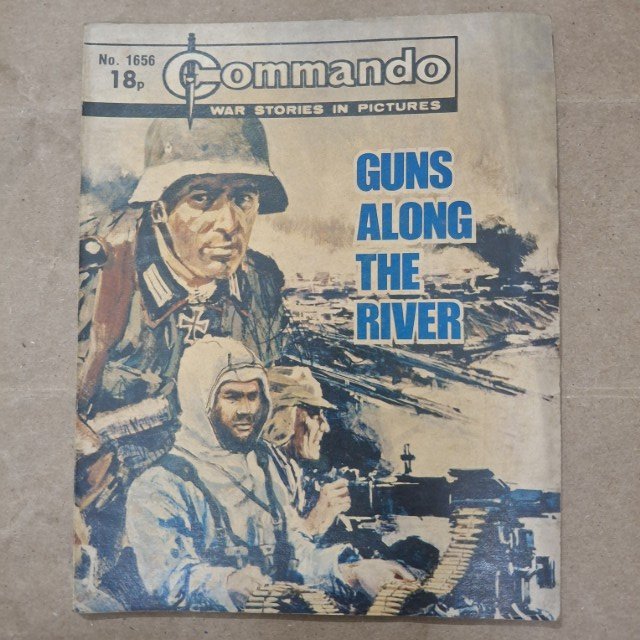 No. 1656
18p
Commando
WAR STORIES IN PICTURES
GUNS
ALONG
THE
RIVER